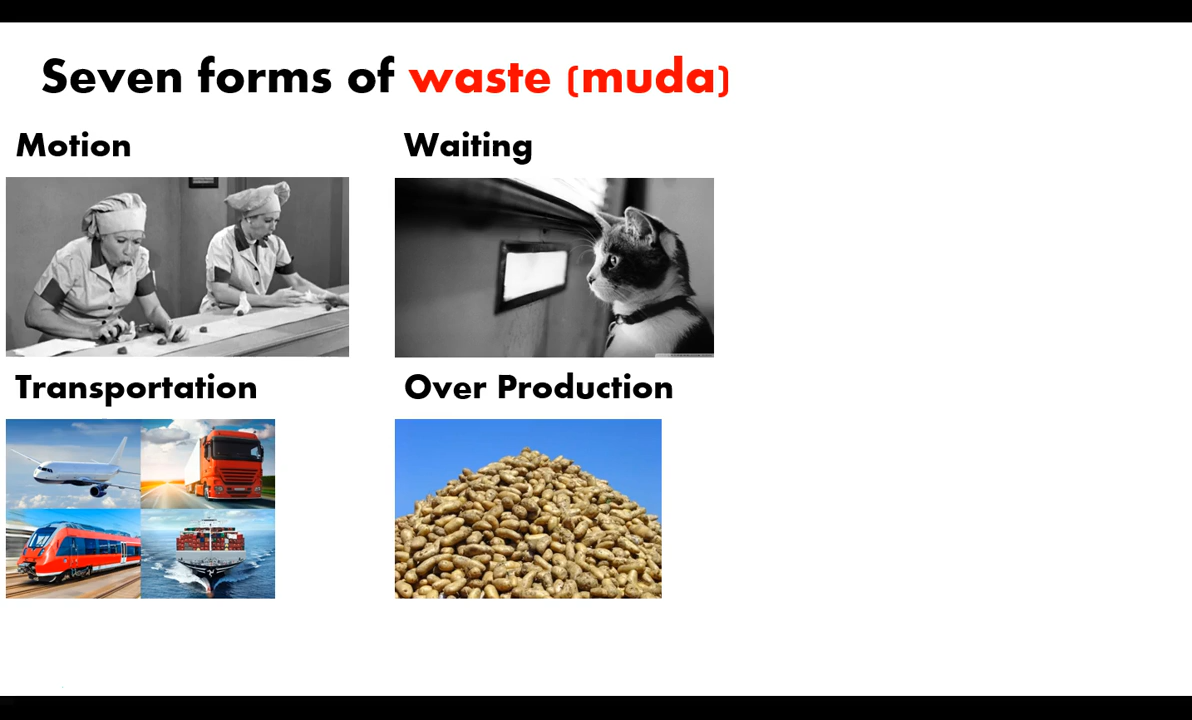 Seven forms of waste (muda)
Motion
Waiting
Transportation
Over Production